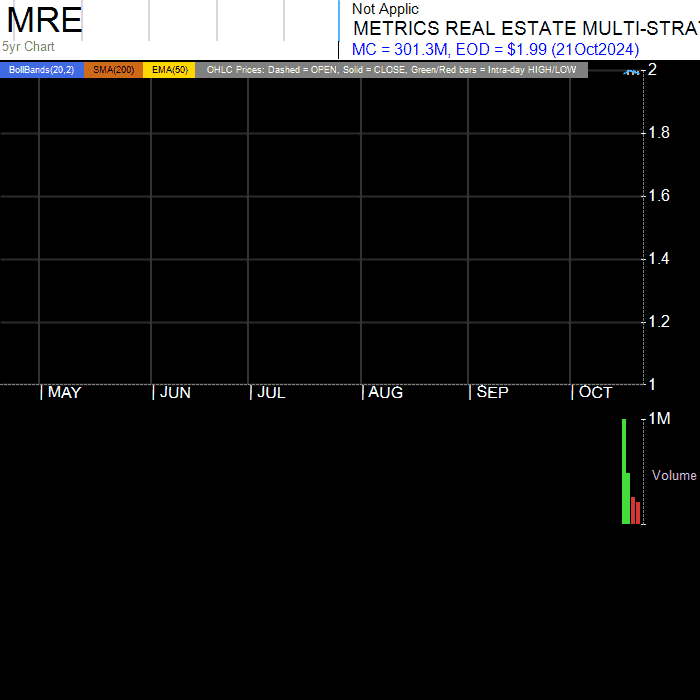 MRE
5yr Chart
Not Applic
METRICS REAL ESTATE MULTI-STRAT
MC = 301.3M, EOD = $1.99 (21Oct2024)
BollBands(20,2) SMA(200) EMA(50) OHLC Prices: Dashed = OPEN, Solid = CLOSE, Green/Red bars = Intra-day HIGH/LOW
2
1.8
1.6
1.4
1.2
1
MAY JUN JUL AUG SEP OCT
1M
Volume